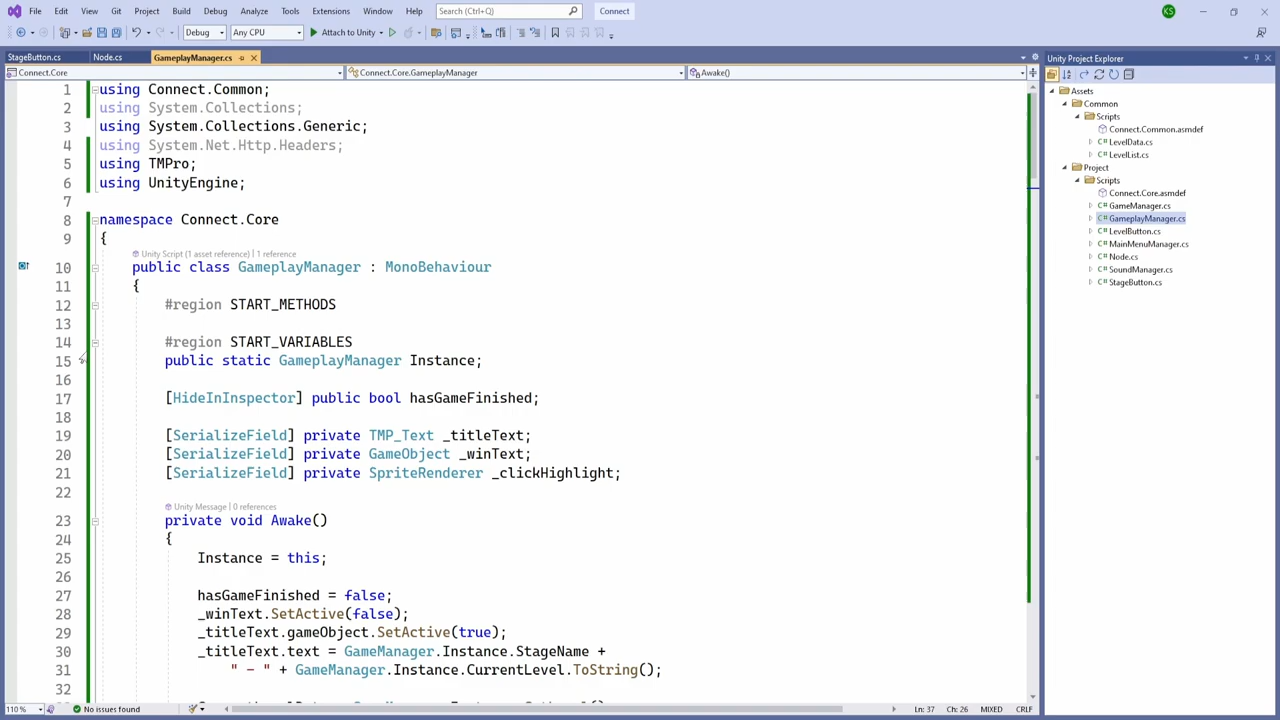 File Edit View Git Project Build Debug Analyze Tools Extensions Window Help Search (Ctrl+Q) Connect KS
Debug Any CPU Attach to Unity
StageButton.cs Node.cs GameplayManager.cs
Connect.Core Connect.Core.GameplayManager Awake()
1 using Connect.Common;
2 using System.Collections;
3 using System.Collections.Generic;
4 using System.Net.Http.Headers;
5 using TMPro;
6 using UnityEngine;
7
8 namespace Connect.Core
9 {
Unity Script (1 asset reference) | 1 reference
10 public class GameplayManager : MonoBehaviour
11 {
12 #region START_METHODS
13
14 #region START_VARIABLES
15 public static GameplayManager Instance;
16
17 [HideInInspector] public bool hasGameFinished;
18
19 [SerializeField] private TMP_Text _titleText;
20 [SerializeField] private GameObject _winText;
21 [SerializeField] private SpriteRenderer _clickHighlight;
22
Unity Message | 0 references
23 private void Awake()
24 {
25 Instance = this;
26
27 hasGameFinished = false;
28 _winText.SetActive(false);
29 _titleText.gameObject.SetActive(true);
30 _titleText.text = GameManager.Instance.StageName +
31 " - " + GameManager.Instance.CurrentLevel.ToString();
32
110 % No issues found Ln: 37 Ch: 26 MIXED CRLF
Unity Project Explorer
Assets
Common
Scripts
Connect.Common.asmdef
C# LevelData.cs
C# LevelList.cs
Project
Scripts
Connect.Core.asmdef
C# GameManager.cs
C# GameplayManager.cs
C# LevelButton.cs
C# MainMenuManager.cs
C# Node.cs
C# SoundManager.cs
C# StageButton.cs